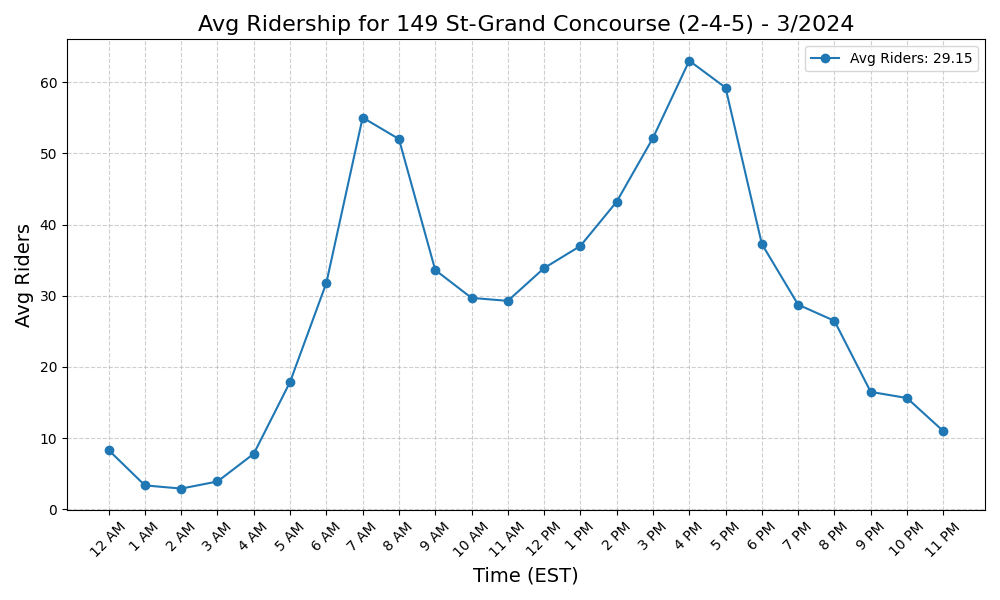 Avg Ridership for 149 St-Grand Concourse (2-4-5) - 3/2024
Avg Riders: 29.15
Avg Riders
60
50
40
30
20
10
0
12 AM
1 AM
2 AM
3 AM
4 AM
5 AM
6 AM
7 AM
8 AM
9 AM
10 AM
11 AM
12 PM
1 PM
2 PM
3 PM
4 PM
5 PM
6 PM
7 PM
8 PM
9 PM
10 PM
11 PM
Time (EST)